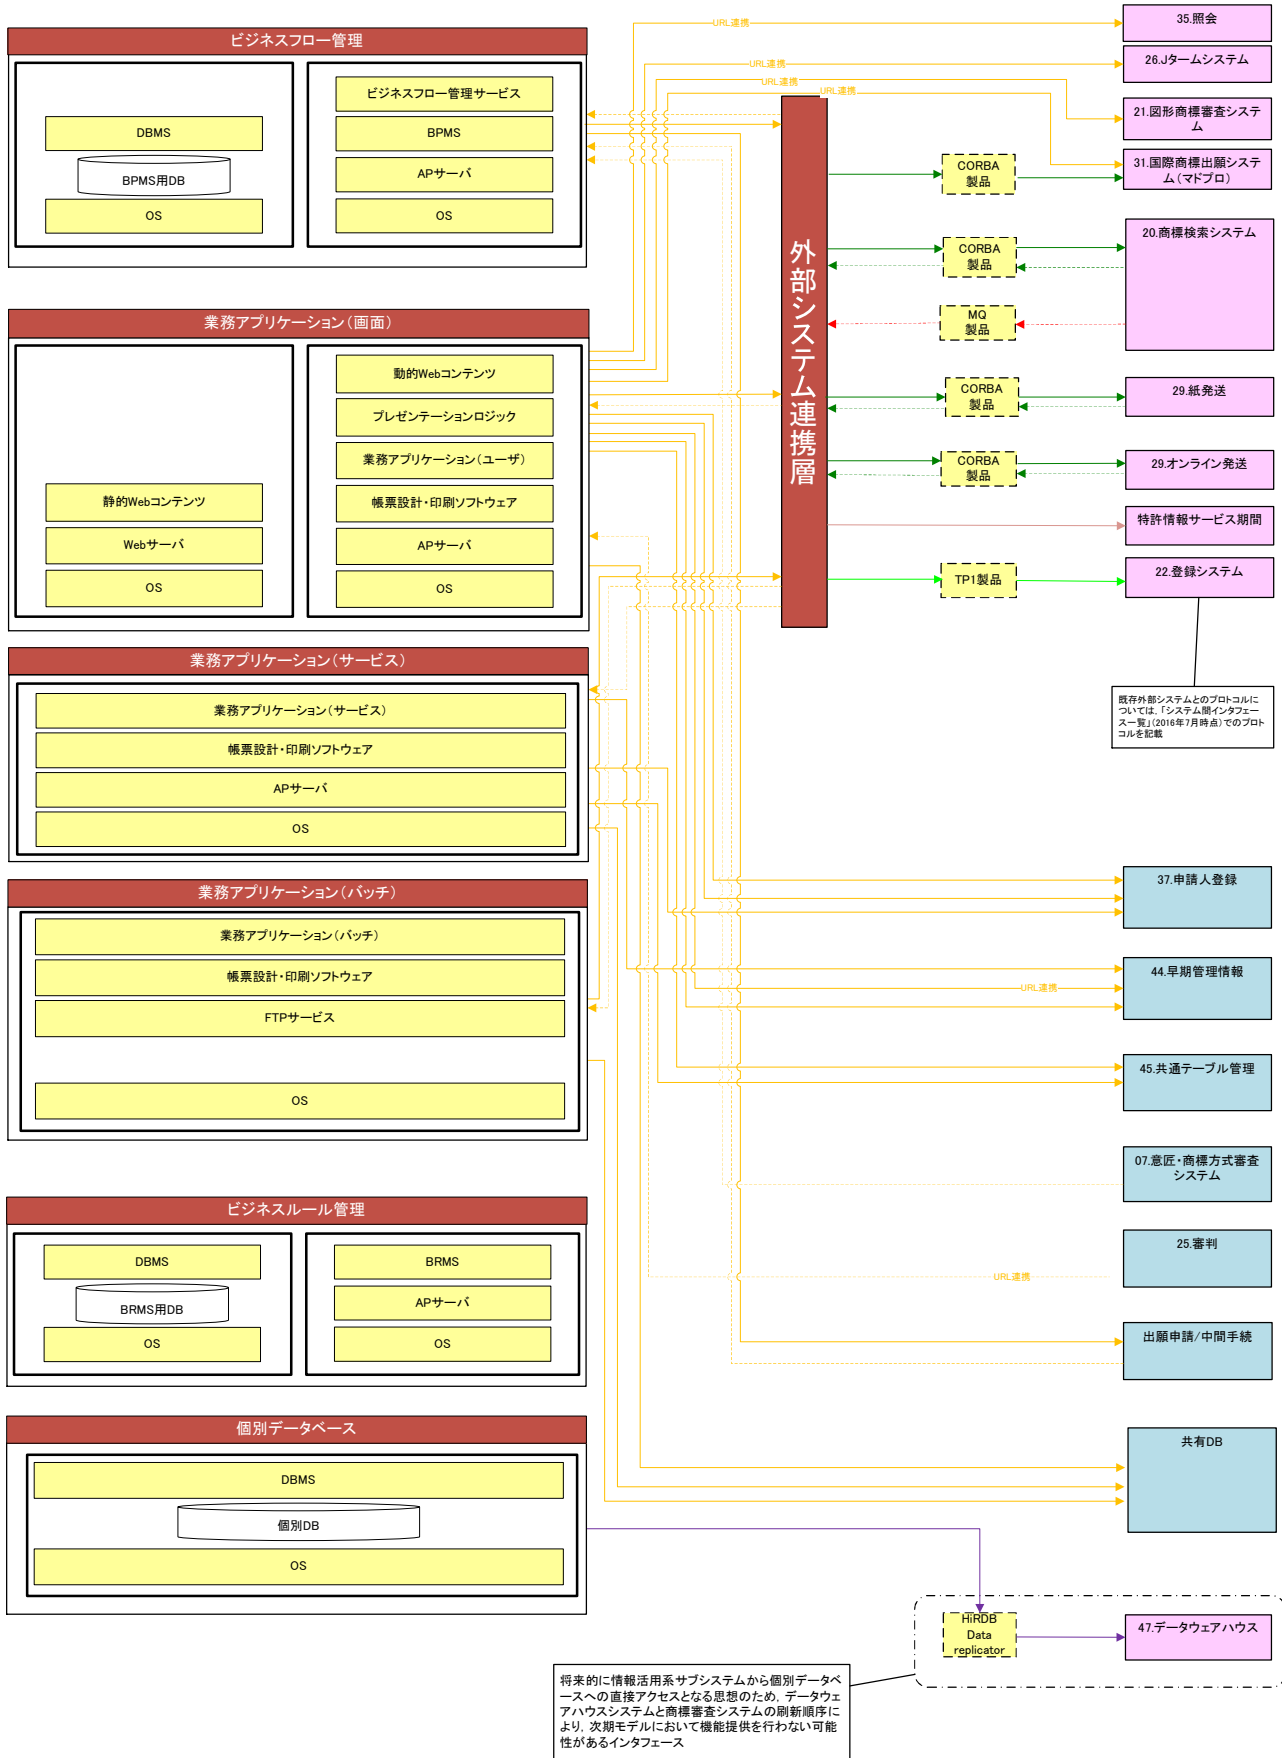 ビジネスフロー管理
DBMS
BPMS用DB
OS
ビジネスフロー管理サービス
BPMS
APサーバ
OS
業務アプリケーション(画面)
静的Webコンテンツ
Webサーバ
OS
動的Webコンテンツ
プレゼンテーションロジック
業務アプリケーション(ユーザ)
帳票設計・印刷ソフトウェア
APサーバ
OS
業務アプリケーション(サービス)
業務アプリケーション(サービス)
帳票設計・印刷ソフトウェア
APサーバ
OS
業務アプリケーション(バッチ)
業務アプリケーション(バッチ)
帳票設計・印刷ソフトウェア
FTPサービス
OS
ビジネスルール管理
DBMS
BRMS用DB
OS
BRMS
APサーバ
OS
個別データベース
DBMS
個別DB
OS
URL連携
URL連携
URL連携
URL連携
外部システム連携層
CORBA
製品
CORBA
製品
MQ
製品
CORBA
製品
CORBA
製品
TP1製品
35.照会
26.Jタームシステム
21.図形商標審査システ
ム
31.国際商標出願システ
ム(マドプロ)
20.商標検索システム
29.紙発送
29.オンライン発送
特許情報サービス期間
22.登録システム
既存外部システムとのプロトコルに
ついては、「システム間インタフェー
ス一覧」(2016年7月時点)でのプロト
コルを記載
37.申請人登録
44.早期管理情報
URL連携
45.共通テーブル管理
07.意匠・商標方式審査
システム
25.審判
URL連携
出願申請/中間手続
共有DB
HiRDB
Data
replicator
47.データウェアハウス
将来的に情報活用系サブシステムから個別データベ
ースへの直接アクセスとなる思想のため、データウェ
アハウスシステムと商標審査システムの刷新順序に
より、次期モデルにおいて機能提供を行わない可能
性があるインタフェース